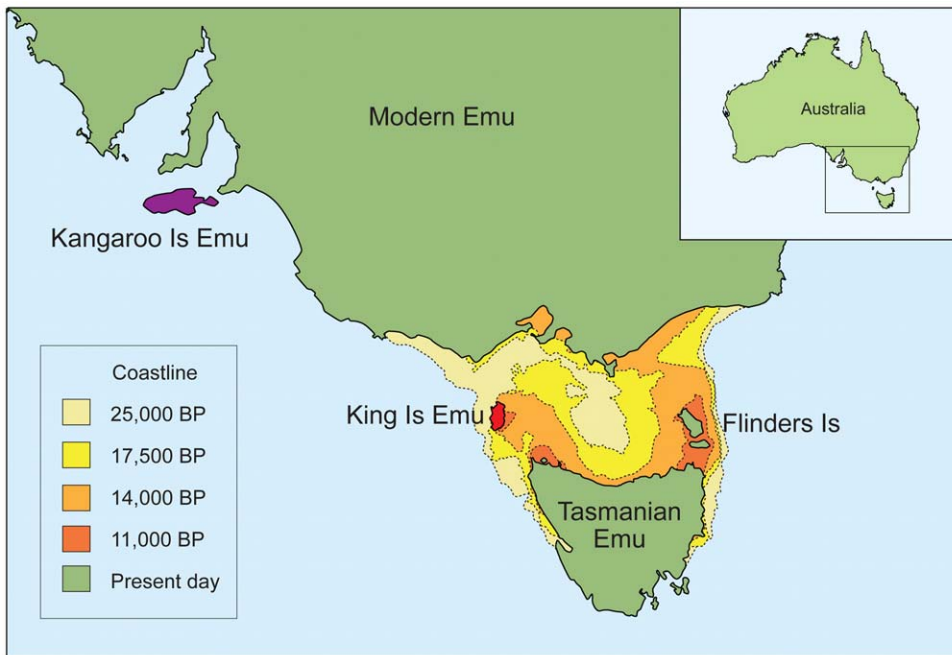 Modern Emu
Australia
Kangaroo Is Emu
Coastline
25,000 BP
17,500 BP
14,000 BP
11,000 BP
Present day
King Is Emu
Flinders Is
Tasmanian
Emu